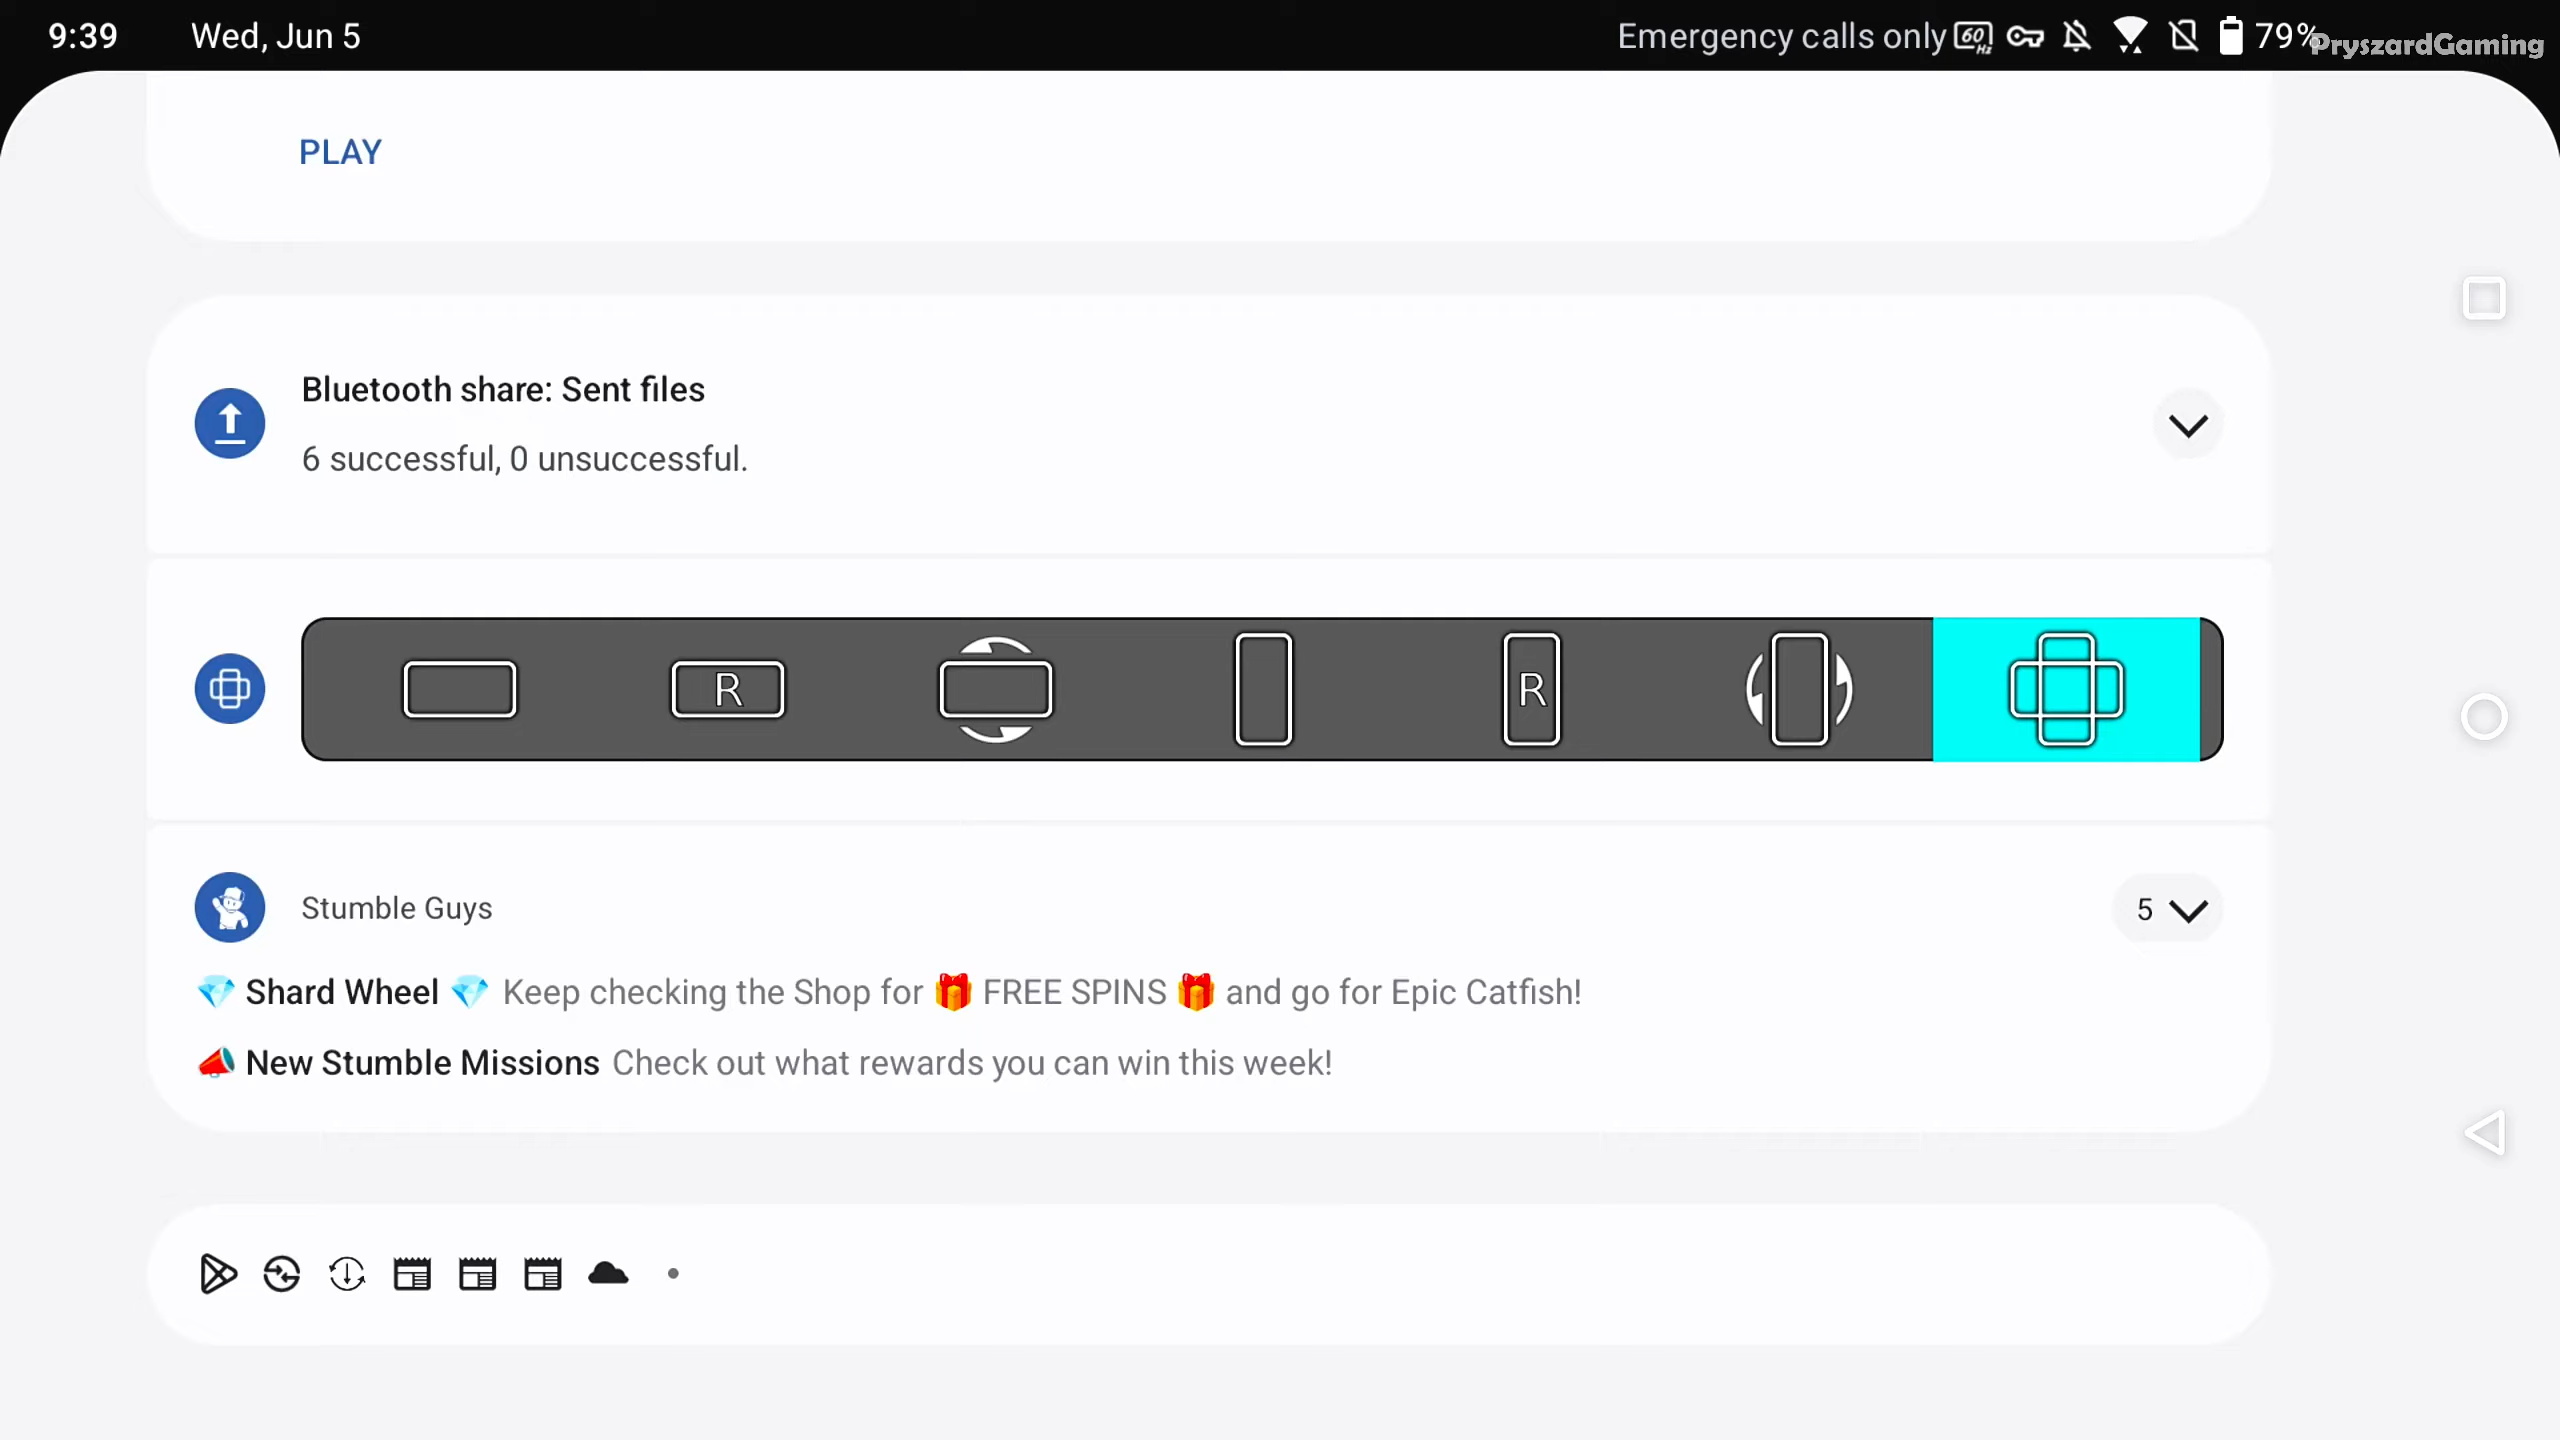 9:39 Wed, Jun 5 Emergency calls only 60Hz 79% PryszardGaming
PLAY
Bluetooth share: Sent files
6 successful, 0 unsuccessful.
R R
Stumble Guys 5
💎 Shard Wheel 💎 Keep checking the Shop for 🎁 FREE SPINS 🎁 and go for Epic Catfish!
📣 New Stumble Missions Check out what rewards you can win this week!